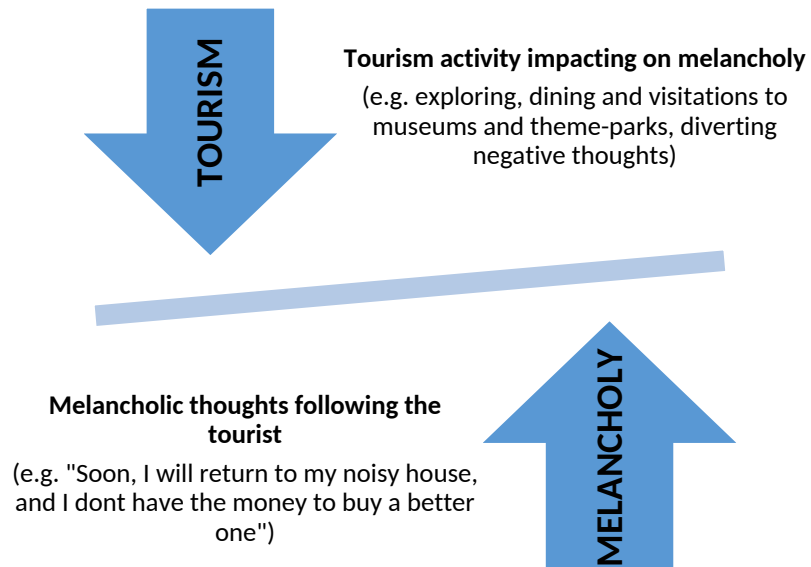 TOURISM
Tourism activity impacting on melancholy
(e.g. exploring, dining and visitations to
museums and theme-parks, diverting
negative thoughts)
Melancholic thoughts following the
tourist
(e.g. "Soon, I will return to my noisy house,
and I dont have the money to buy a better
one")
MELANCHOLY